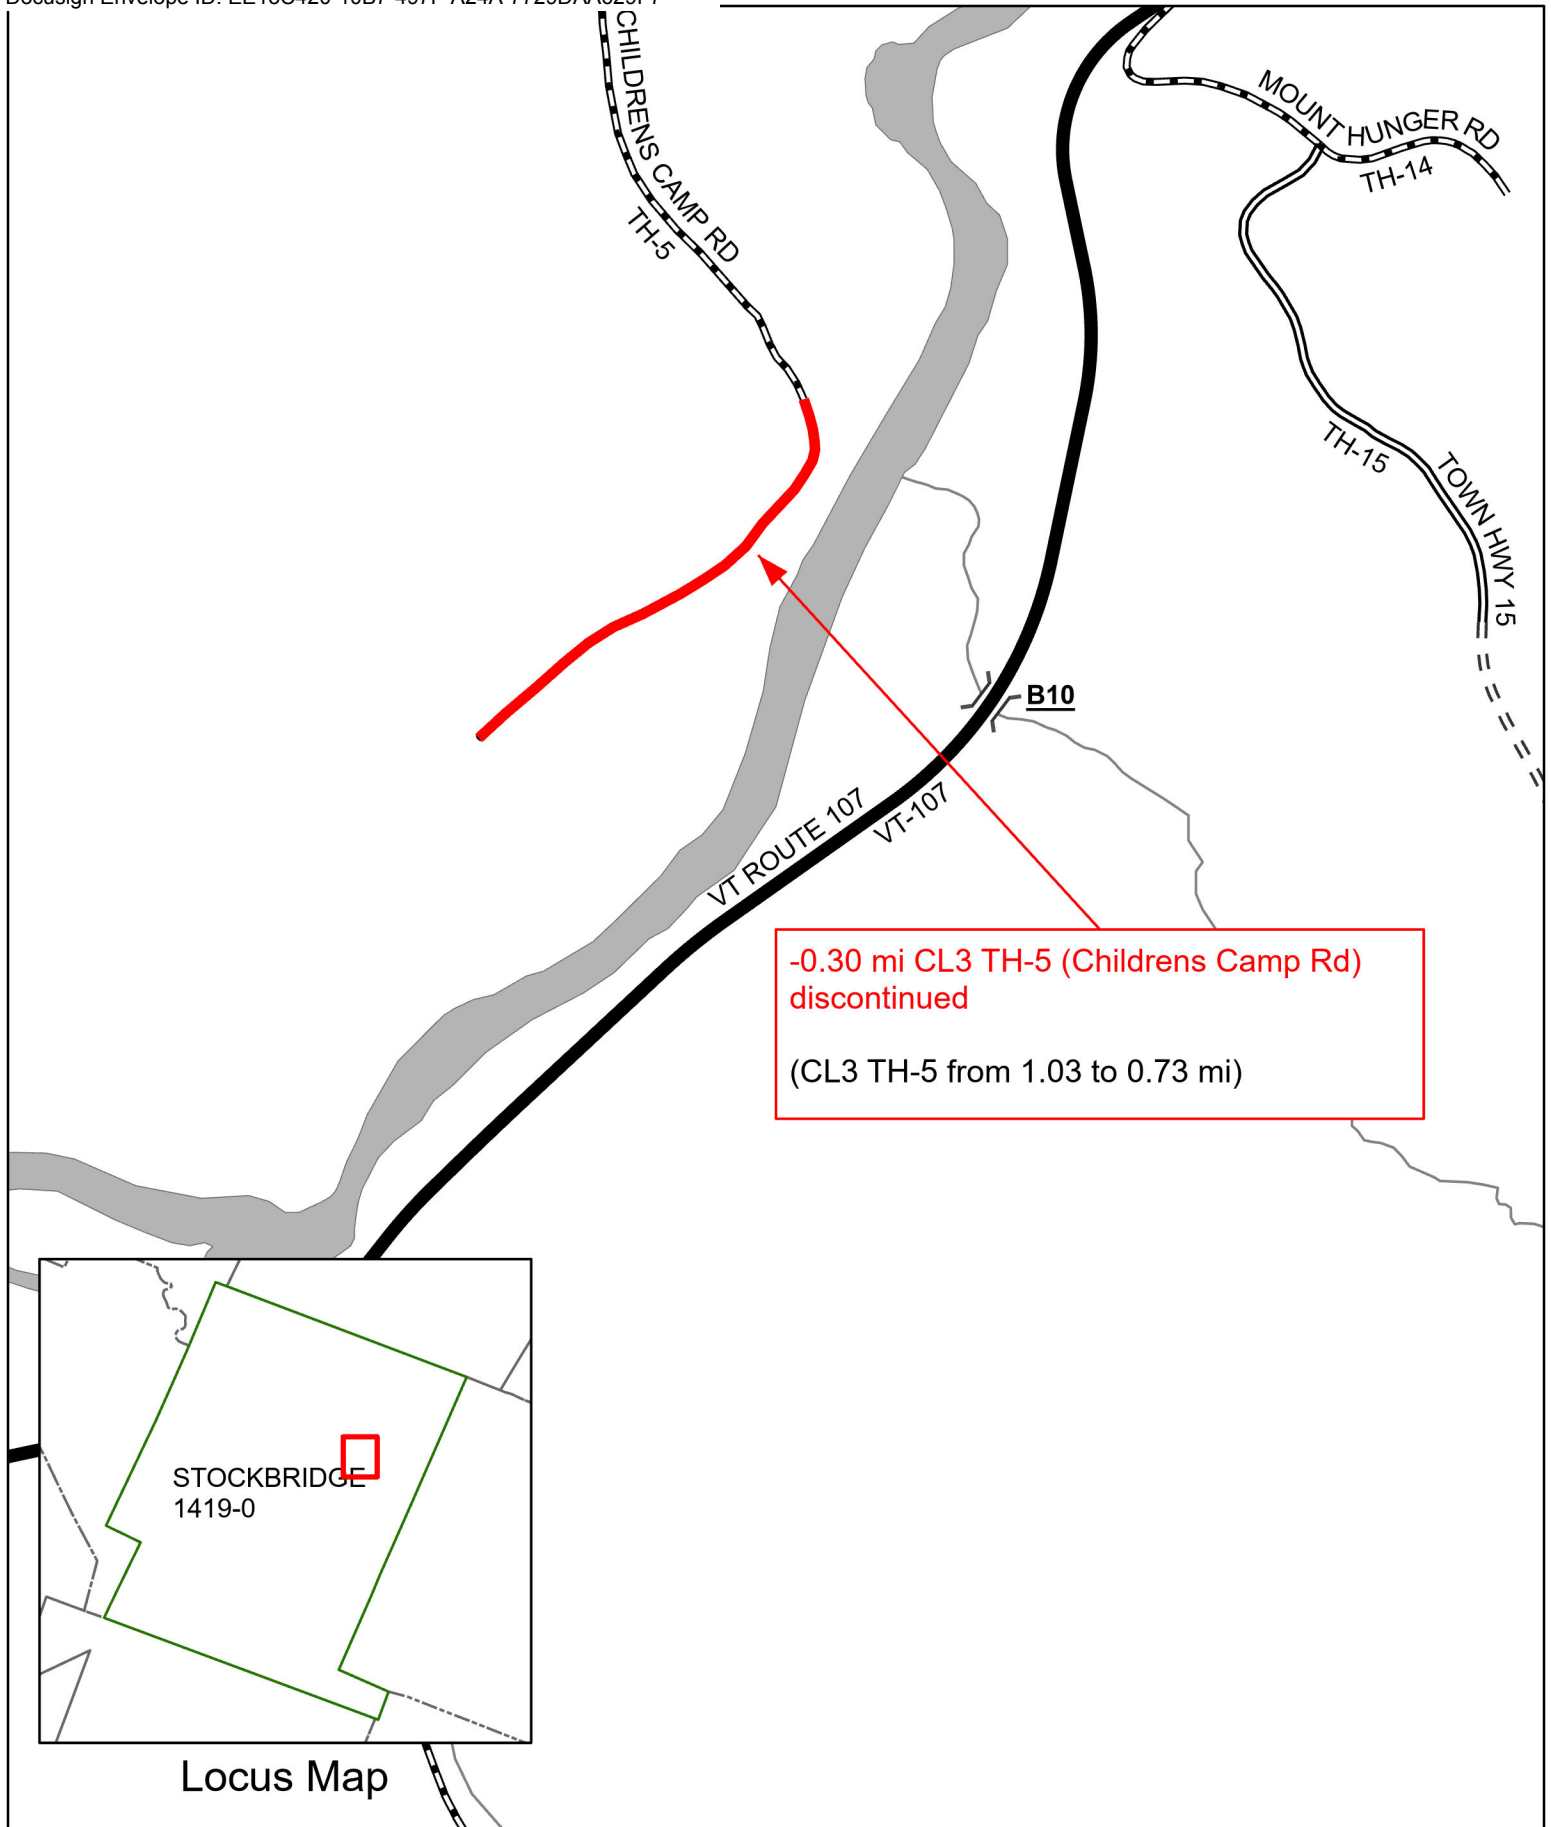 CHILDRENS CAMP RD
TH-5
MOUNT HUNGER RD
TH-14
TH-15
TOWN HWY 15
B10
VT ROUTE 107
VT-107
-0.30 mi CL3 TH-5 (Childrens Camp Rd)
discontinued
(CL3 TH-5 from 1.03 to 0.73 mi)
STOCKBRIDGE
1419-0
Locus Map